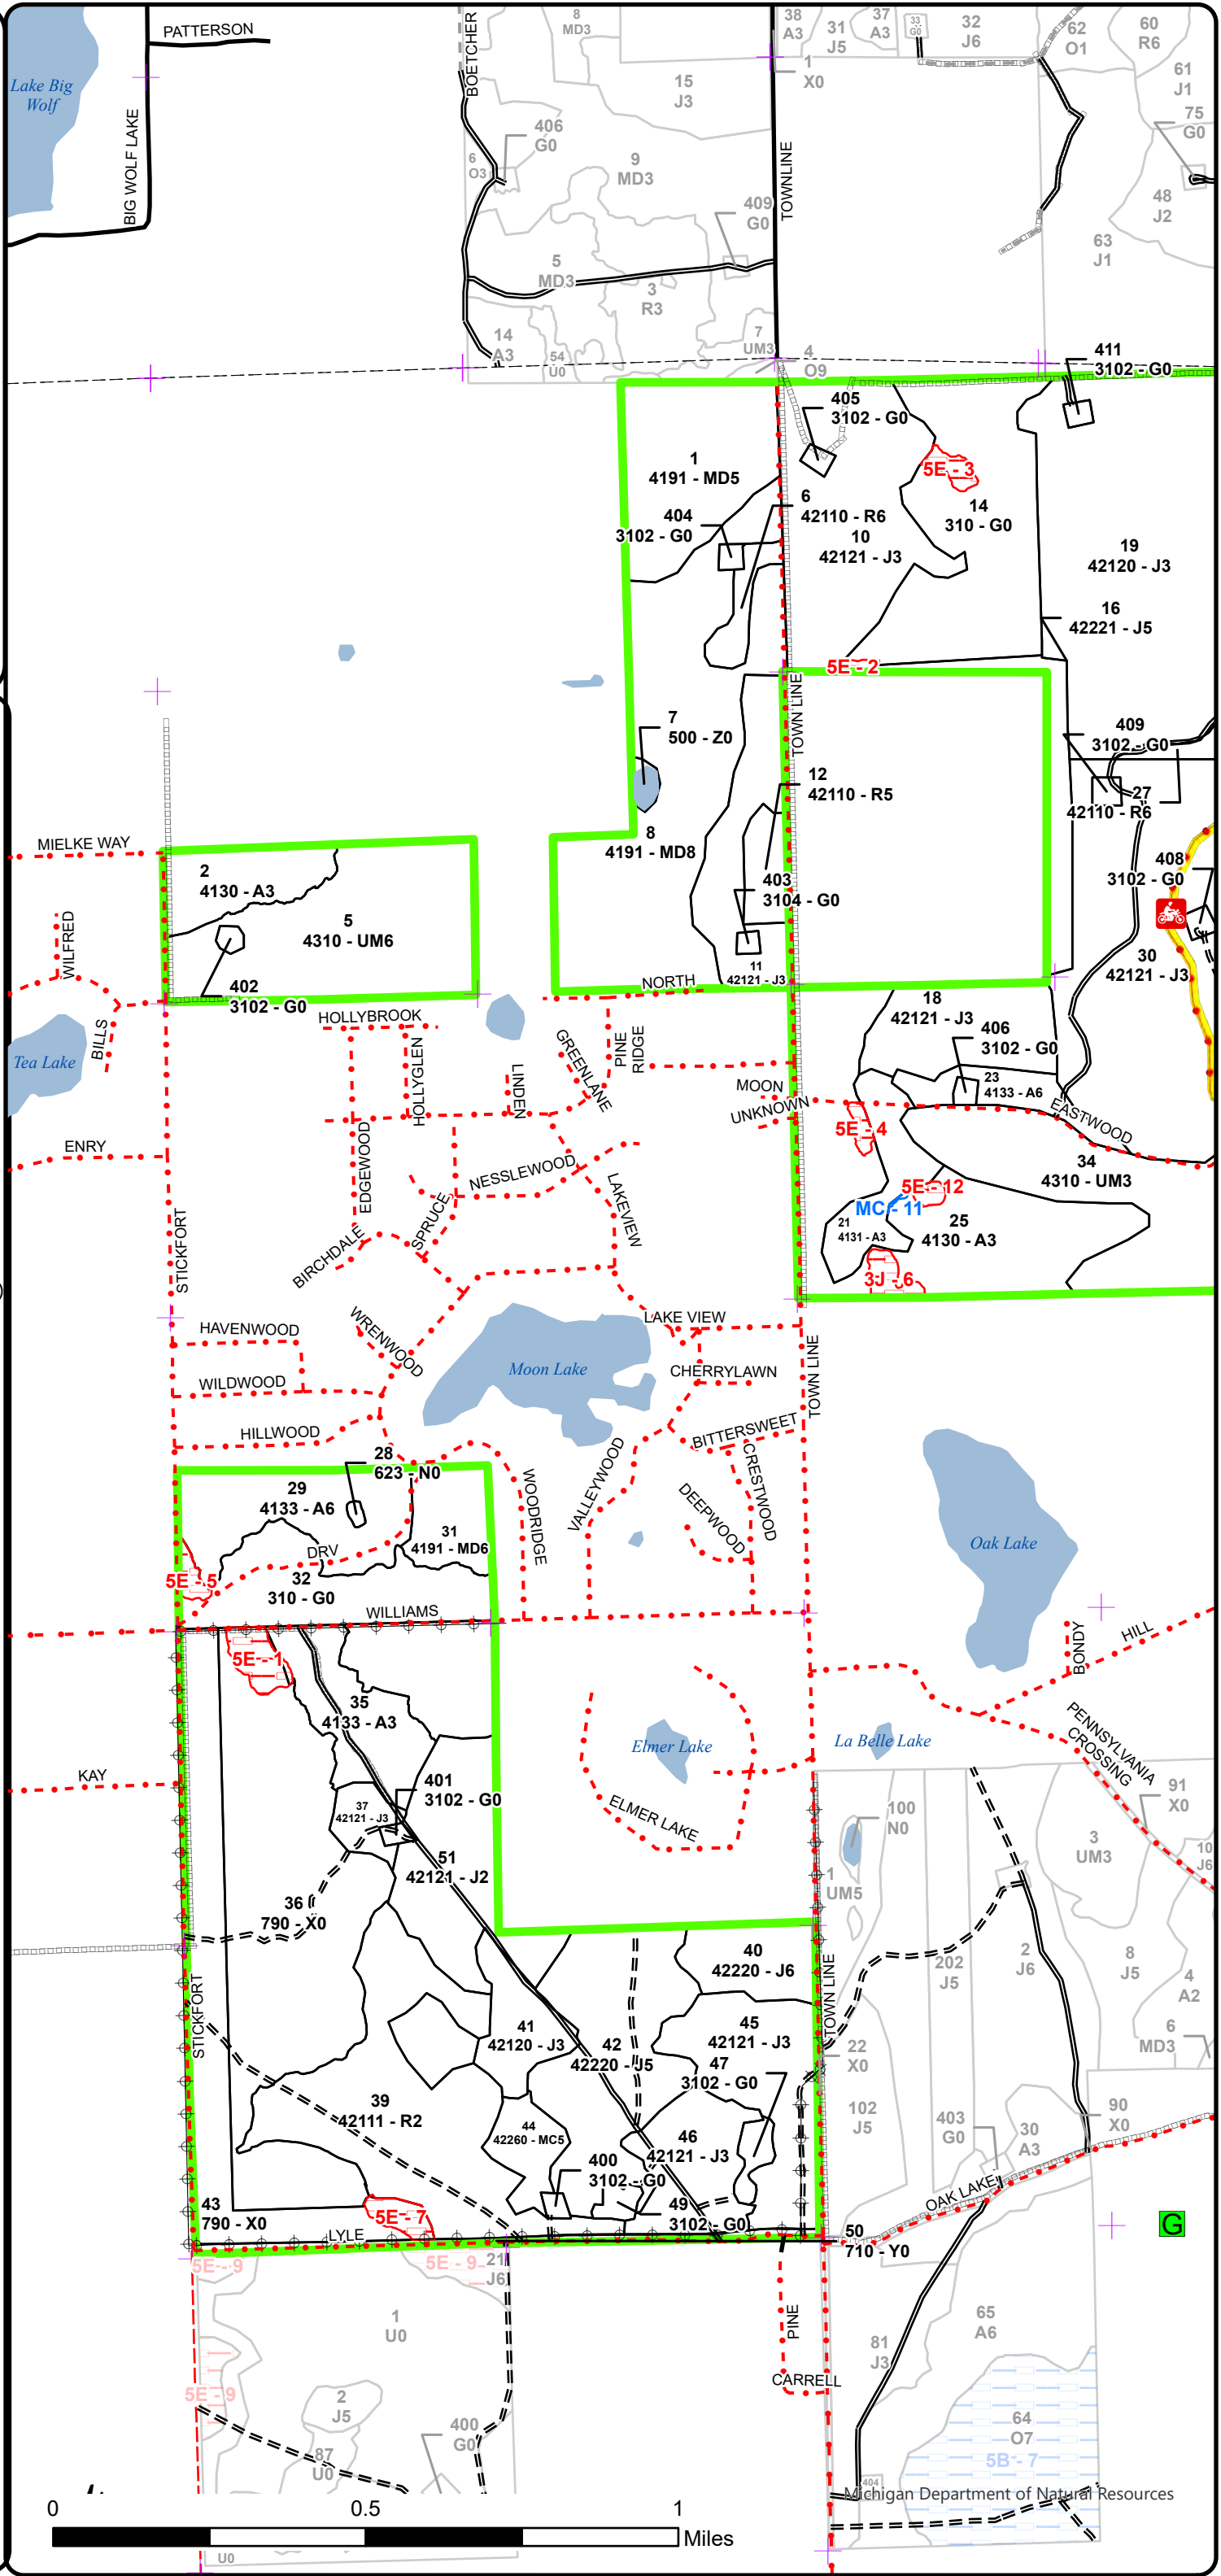 PATTERSON
BOETCHER
8
MD3
38
A3
31
J5
37
A3
33
G0
32
J6
62
O1
60
R6
Lake Big
Wolf
BIG WOLF LAKE
15
J3
1
X0
61
J1
75
G0
406
G0
6
O3
9
MD3
TOWNLINE
48
J2
409
G0
63
J1
5
MD3
3
R3
14
A3
54
U0
7
UM3
4
O9
411
3102 - G0
405
3102 - G0
1
4191 - MD5
5E - 3
404
3102 - G0
6
42110 - R6
14
310 - G0
10
42121 - J3
19
42120 - J3
16
42221 - J5
5E - 2
TOWN LINE
7
500 - Z0
409
3102 - G0
12
42110 - R5
27
42110 - R6
8
4191 - MD8
MIELKE WAY
2
4130 - A3
408
3102 - G0
403
3104 - G0
5
4310 - UM6
WILFRED
30
42121 - J3
11
42121 - J3
402
3102 - G0
NORTH
18
42121 - J3
HOLLYBROOK
BILLS
Tea Lake
406
3102 - G0
PINE
RIDGE
GREENLANE
HOLLYGLEN
LINDEN
MOON
23
4133 - A6
UNKNOWN
EASTWOOD
5E - 4
ENRY
EDGEWOOD
NESSLEWOOD
34
4310 - UM3
5E - 12
MC - 11
LAKEVIEW
SPRUCE
21
4131 - A3
25
4130 - A3
STICKFORT
BIRCHDALE
3J - 6
HAVENWOOD
WRENWOOD
LAKE VIEW
Moon Lake
CHERRYLAWN
TOWN LINE
WILDWOOD
HILLWOOD
BITTERSWEET
28
623 - N0
29
4133 - A6
WOODRIDGE
VALLEYWOOD
CRESTWOOD
DEEPWOOD
31
4191 - MD6
Oak Lake
DRV
5E - 5
32
310 - G0
WILLIAMS
BONDY
HILL
5E - 1
35
4133 - A3
PENNSYLVANIA
CROSSING
Elmer Lake
La Belle Lake
KAY
401
3102 - G0
37
42121 - J3
ELMER LAKE
91
X0
100
N0
3
UM3
10
J6
51
42121 - J2
1
UM5
36
790 - X0
40
42220 - J6
202
J5
2
J6
8
J5
4
A2
STICKFORT
TOWN LINE
41
42120 - J3
42
42220 - J5
45
42121 - J3
6
MD3
22
X0
47
3102 - G0
39
42111 - R2
102
J5
403
G0
30
A3
90
X0
44
42260 - MC5
46
42121 - J3
400
3102 - G0
OAK LAKE
43
790 - X0
5E - 7
49
3102 - G0
G
LYLE
50
710 - Y0
5E - 9
5E - 9
21
J6
1
U0
PINE
65
A6
81
J3
CARRELL
5E - 9
2
J5
400
G0
64
O7
87
U0
5B - 7
404
Michigan Department of Natural Resources
0 0.5 1
Miles
U0